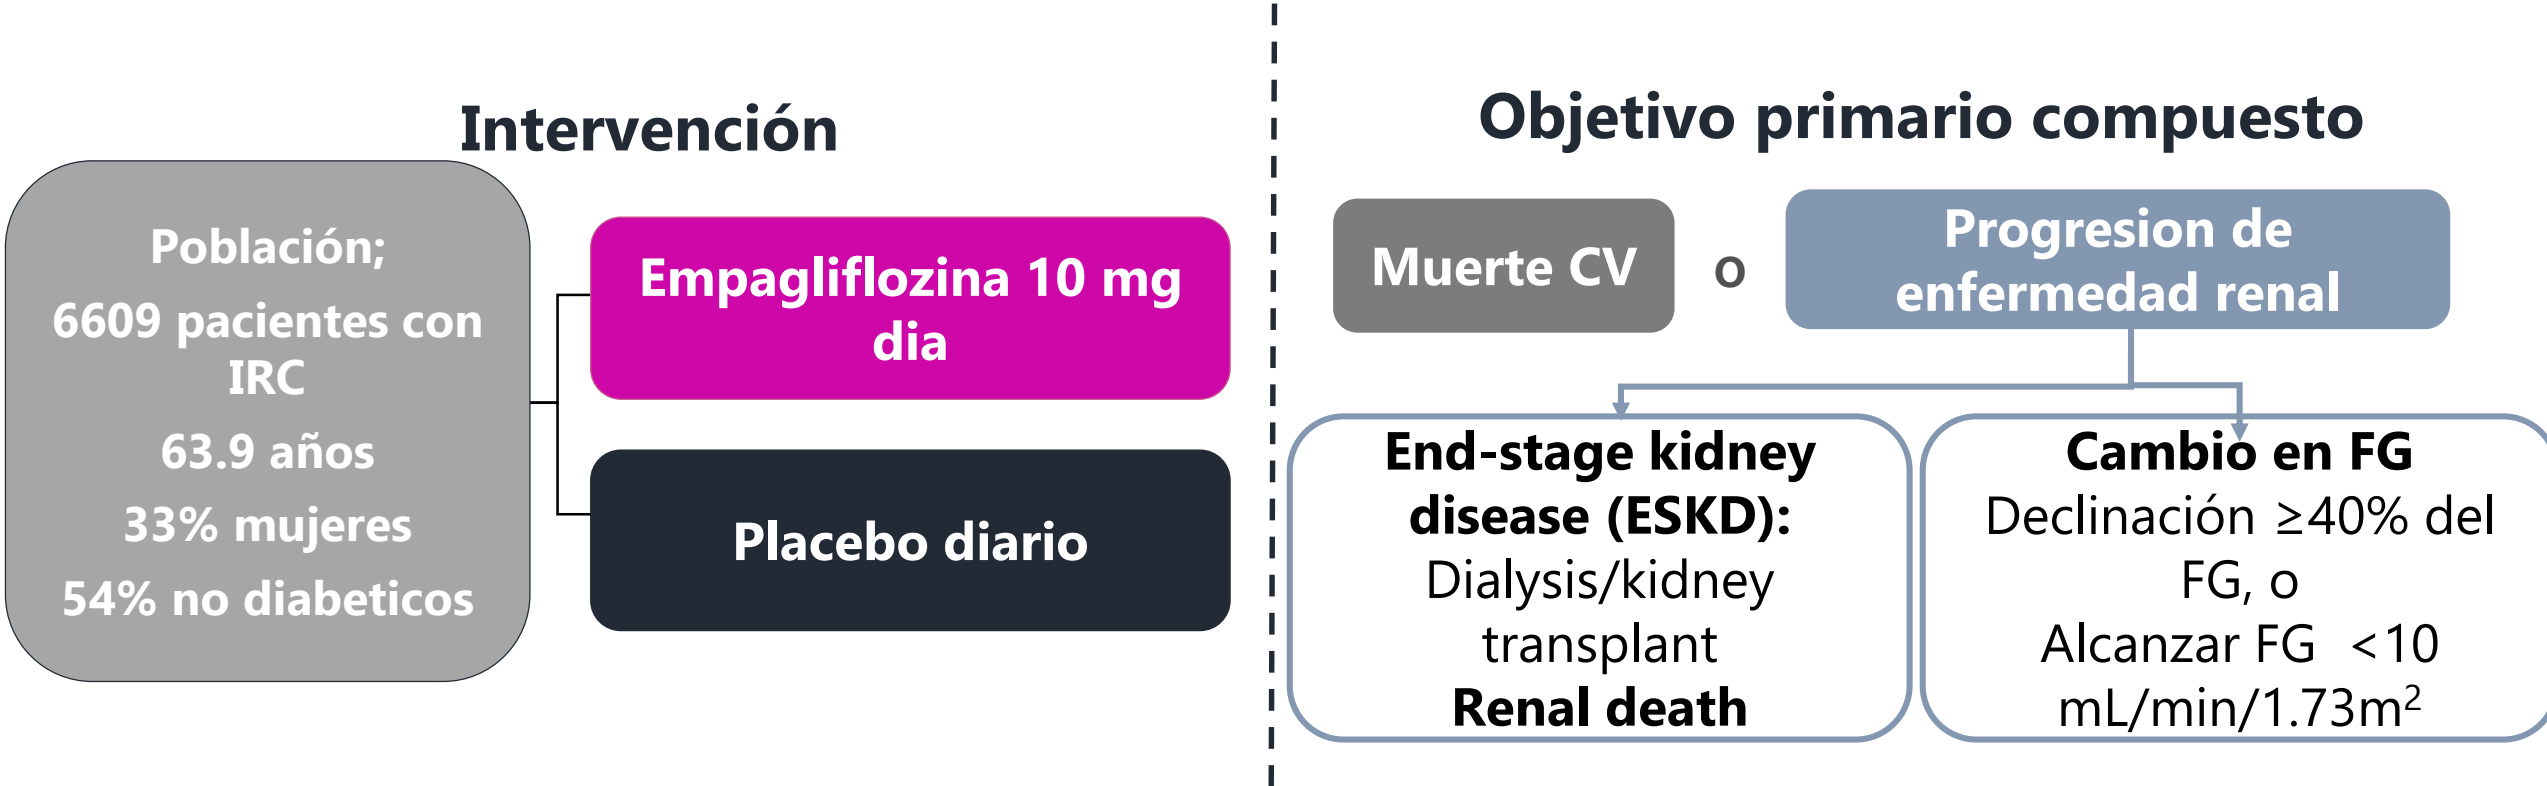 Intervención
Población;
6609 pacientes con
IRC
63.9 años
33% mujeres
54% no diabeticos
Empagliflozina 10 mg
dia
Placebo diario
Objetivo primario compuesto
Muerte CV
o
Progresion de
enfermedad renal
End-stage kidney
disease (ESKD):
Dialysis/kidney
transplant
Renal death
Cambio en FG
Declinación ≥40% del
FG, o
Alcanzar FG <10
mL/min/1.73m²